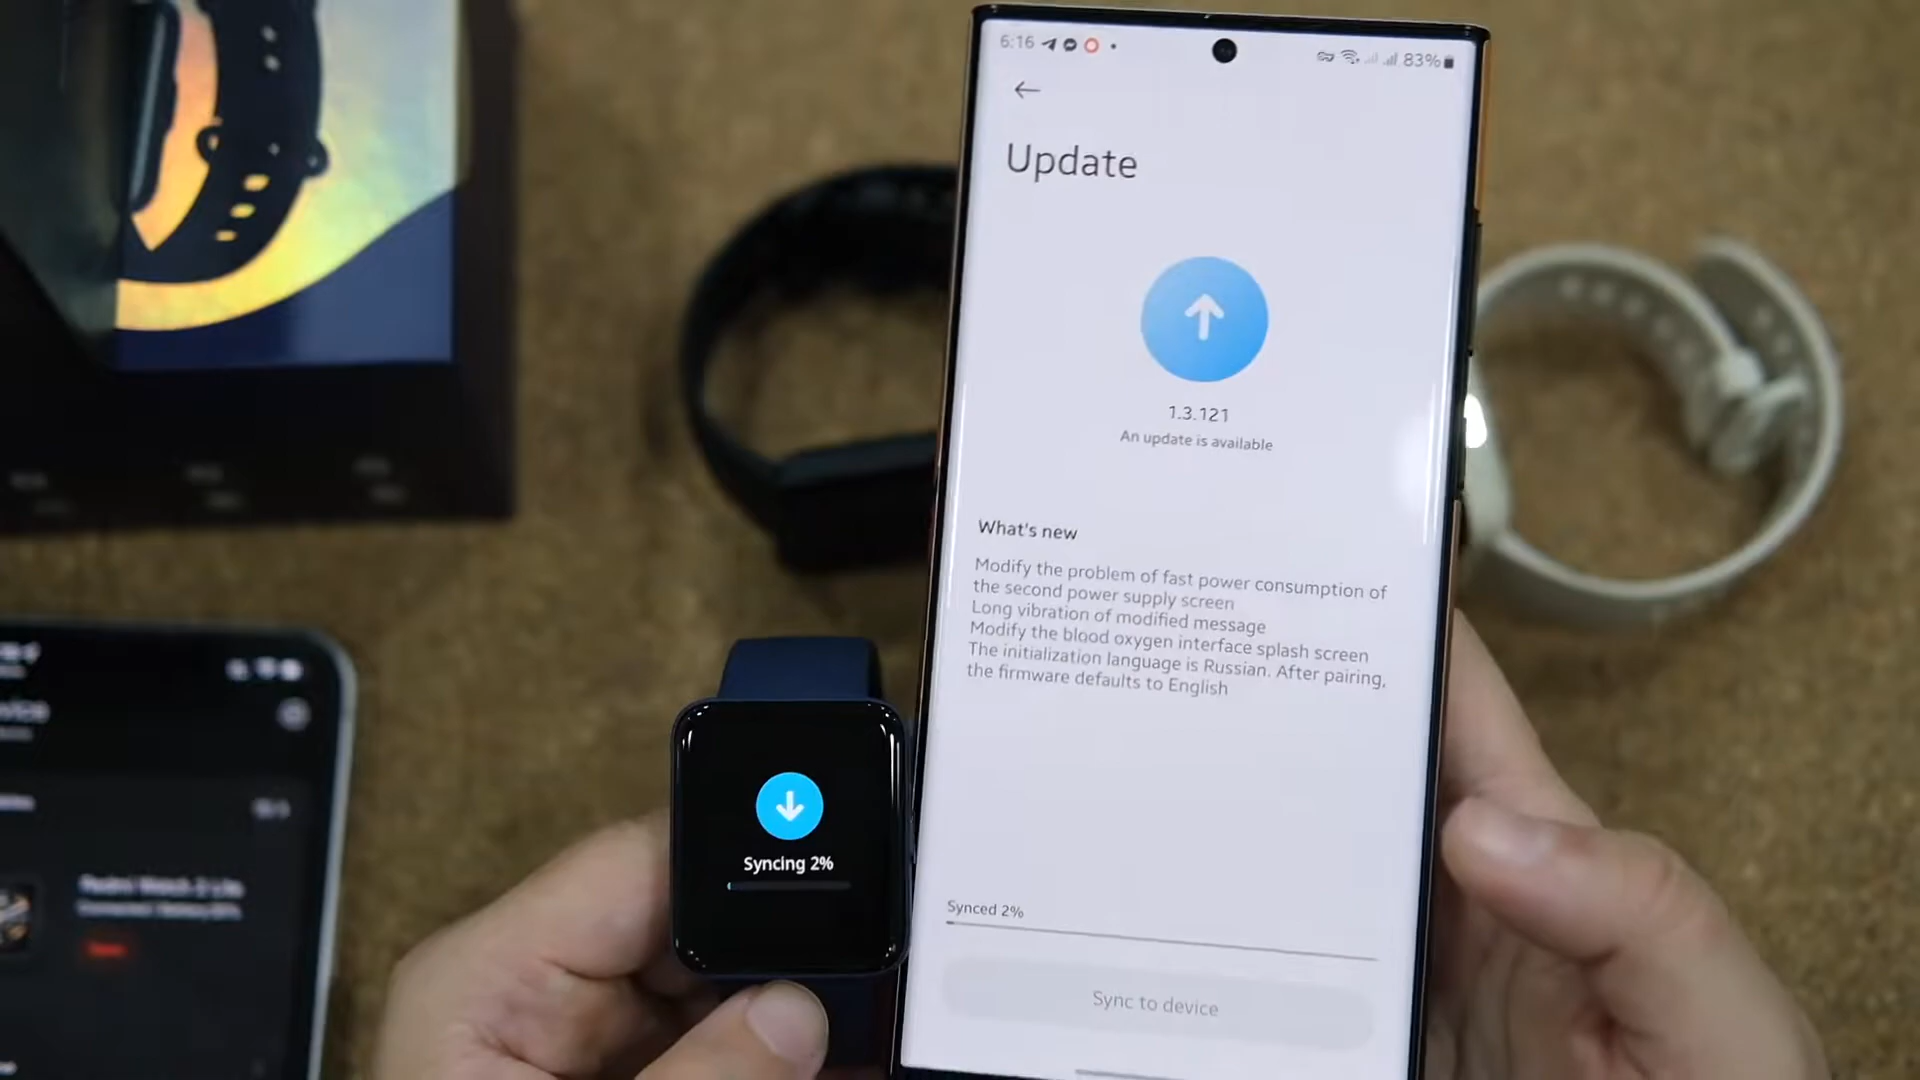 6:16
83%
Update
1.3.121
An update is available
What's new
Modify the problem of fast power consumption of
the second power supply screen
Long vibration of modified message
Modify the blood oxygen interface splash screen
The initialization language is Russian. After pairing,
the firmware defaults to English
Syncing 2%
Synced 2%
Sync to device